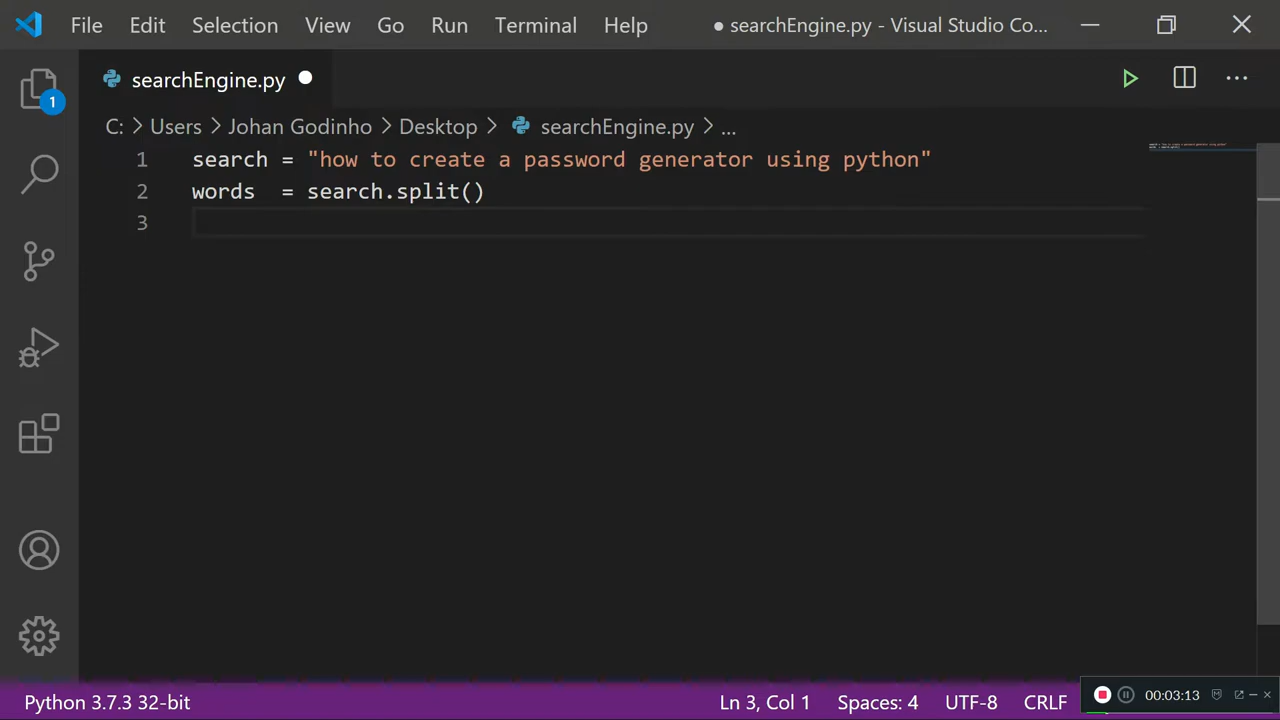 File Edit Selection View Go Run Terminal Help ● searchEngine.py - Visual Studio Co...
searchEngine.py
1
C: > Users > Johan Godinho > Desktop > searchEngine.py > ...
1 search = "how to create a password generator using python"
2 words  = search.split()
3
Python 3.7.3 32-bit Ln 3, Col 1 Spaces: 4 UTF-8 CRLF 00:03:13